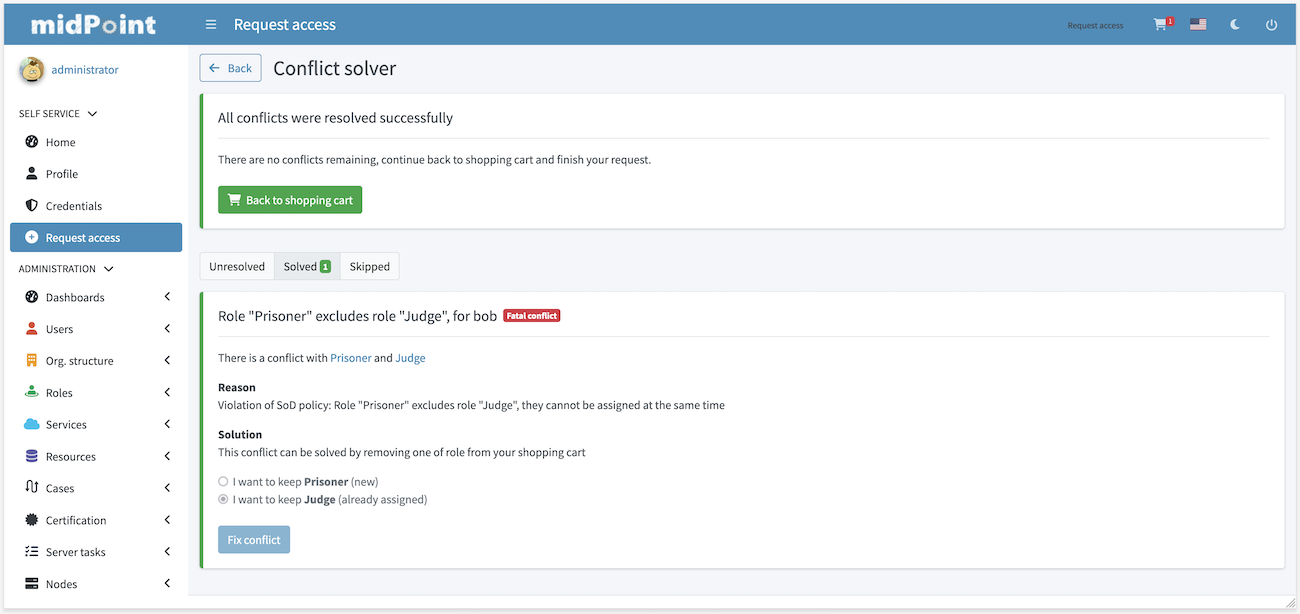 midPoint
Request access
Request access
1
administrator
Back
Conflict solver
SELF SERVICE
Home
Profile
Credentials
Request access
ADMINISTRATION
Dashboards
Users
Org. structure
Roles
Services
Resources
Cases
Certification
Server tasks
Nodes
All conflicts were resolved successfully
There are no conflicts remaining, continue back to shopping cart and finish your request.
Back to shopping cart
Unresolved
Solved 1
Skipped
Role "Prisoner" excludes role "Judge", for bob Fatal conflict
There is a conflict with Prisoner and Judge
Reason
Violation of SoD policy: Role "Prisoner" excludes role "Judge", they cannot be assigned at the same time
Solution
This conflict can be solved by removing one of role from your shopping cart
I want to keep Prisoner (new)
I want to keep Judge (already assigned)
Fix conflict